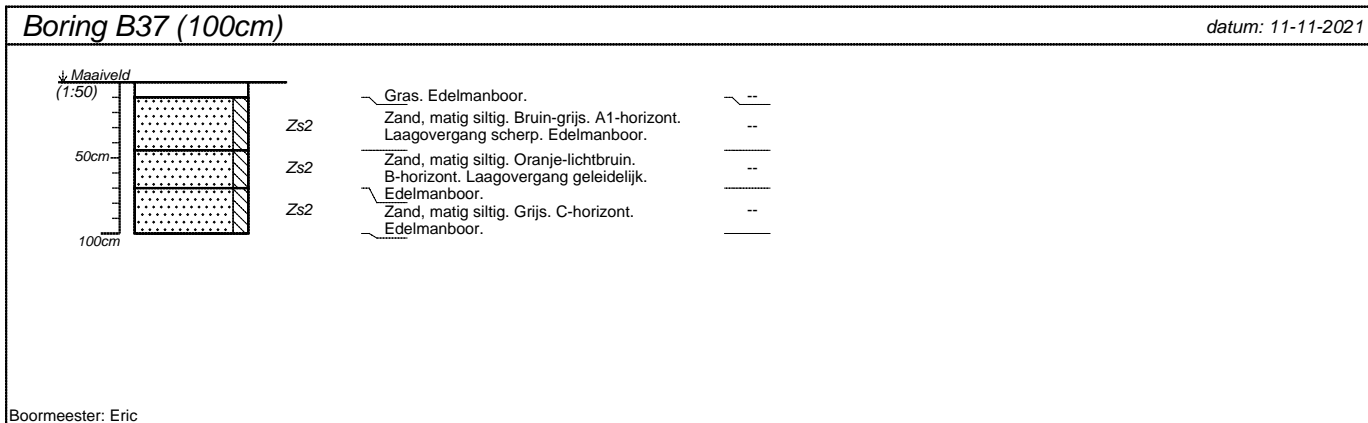 Boring B37 (100cm)
datum: 11-11-2021
Maaiveld
(1:50)
Gras. Edelmanboor.
--
Zs2
Zand, matig siltig. Bruin-grijs. A1-horizont.
Laagovergang scherp. Edelmanboor.
--
50cm
Zs2
Zand, matig siltig. Oranje-lichtbruin.
B-horizont. Laagovergang geleidelijk.
Edelmanboor.
--
Zs2
Zand, matig siltig. Grijs. C-horizont.
Edelmanboor.
--
100cm
Boormeester: Eric